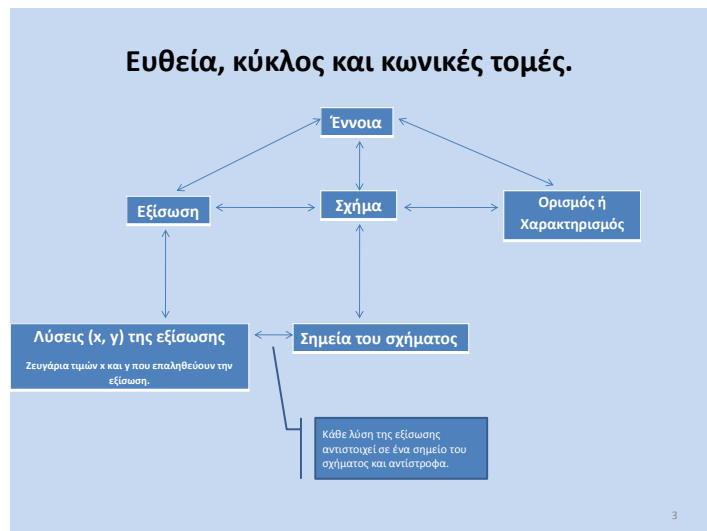 Ευθεία, κύκλος και κωνικές τομές.
Έννοια
Εξίσωση
Σχήμα
Ορισμός ή
Χαρακτηρισμός
Λύσεις (x, y) της εξίσωσης
Ζευγάρια τιμών x και y που επαληθεύουν την
εξίσωση.
Σημεία του σχήματος
Κάθε λύση της εξίσωσης
αντιστοιχεί σε ένα σημείο του
σχήματος και αντίστροφα.
3